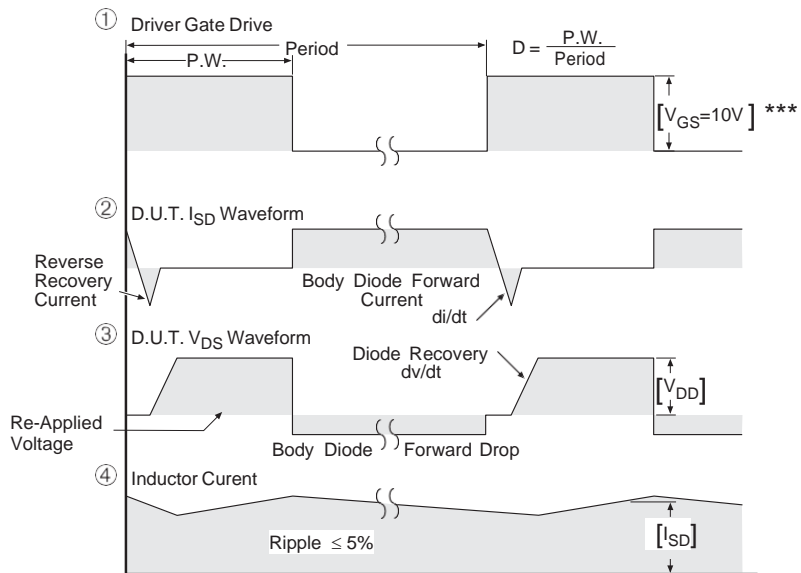 ① Driver Gate Drive
P.W.
Period
D = P.W. / Period
[VGS=10V] ***
② D.U.T. ISD Waveform
Reverse
Recovery
Current
Body Diode Forward
Current
di/dt
③ D.U.T. VDS Waveform
Diode Recovery
dv/dt
[VDD]
Re-Applied
Voltage
Body Diode Forward Drop
④ Inductor Curent
Ripple ≤ 5%
[ISD]